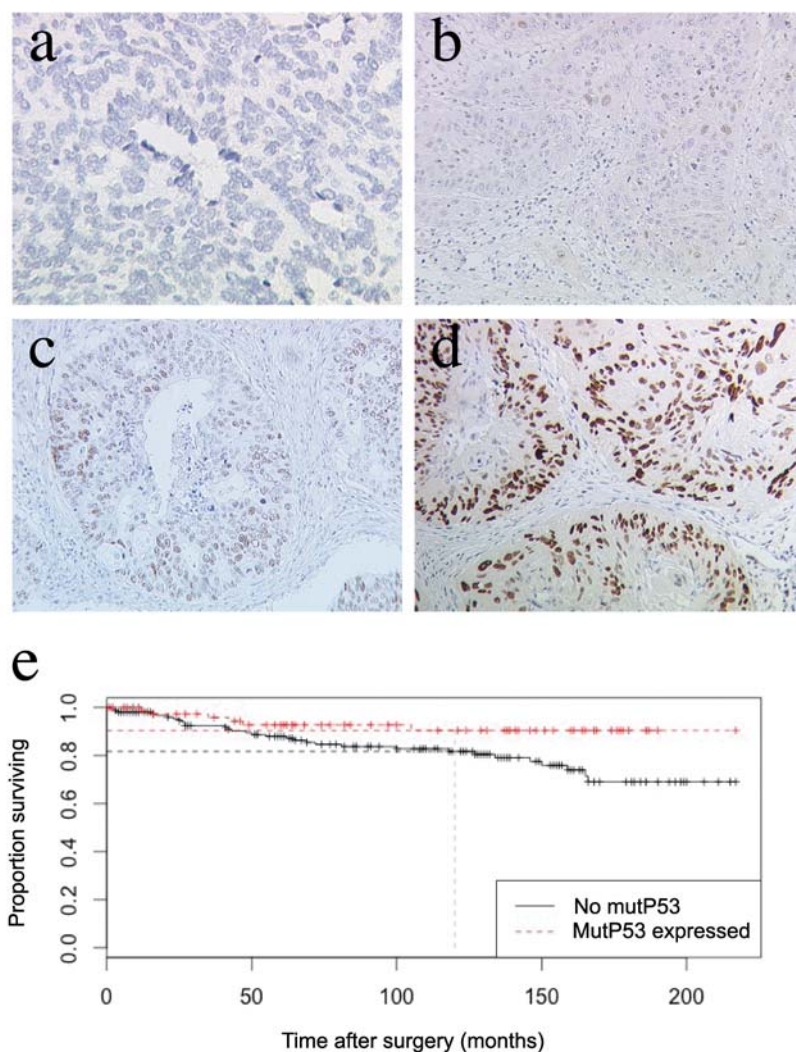 a
b
c
d
e
1.0
0.8
0.6
0.4
0.2
0.0
Proportion surviving
No mutP53
MutP53 expressed
0
50
100
150
200
Time after surgery (months)